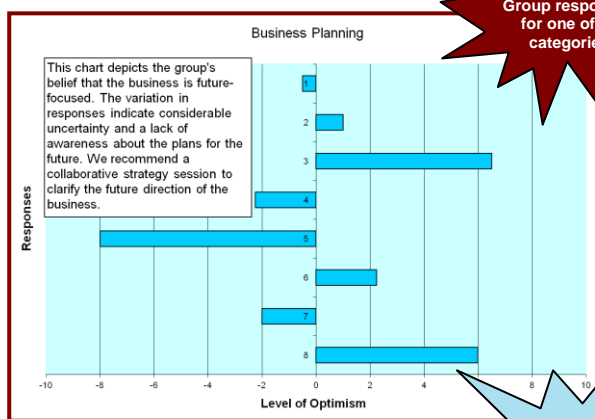 Group respo
for one of
categorie
Business Planning
This chart depicts the group's
belief that the business is future-
focused. The variation in
responses indicate considerable
uncertainty and a lack of
awareness about the plans for the
future. We recommend a
collaborative strategy session to
clarify the future direction of the
business.
Responses
1
2
3
4
5
6
7
8
-10 -8 -6 -4 -2 0 2 4 6 8 10
Level of Optimism